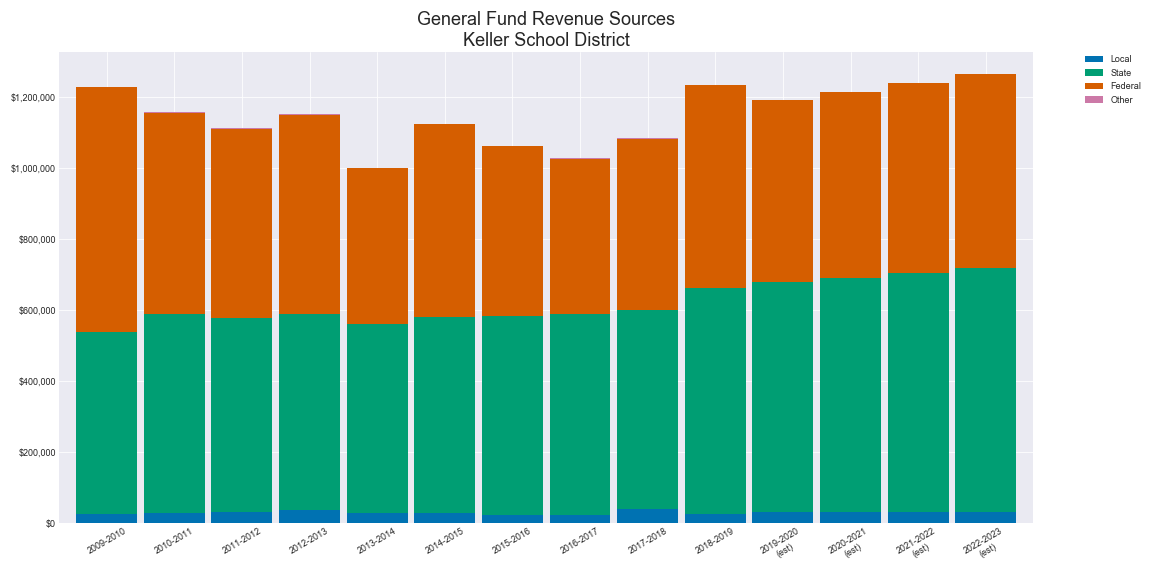 General Fund Revenue Sources
Keller School District
Local
State
Federal
Other
$1,200,000
$1,000,000
$800,000
$600,000
$400,000
$200,000
$0
2009-2010
2010-2011
2011-2012
2012-2013
2013-2014
2014-2015
2015-2016
2016-2017
2017-2018
2018-2019
2019-2020
(est)
2020-2021
(est)
2021-2022
(est)
2022-2023
(est)